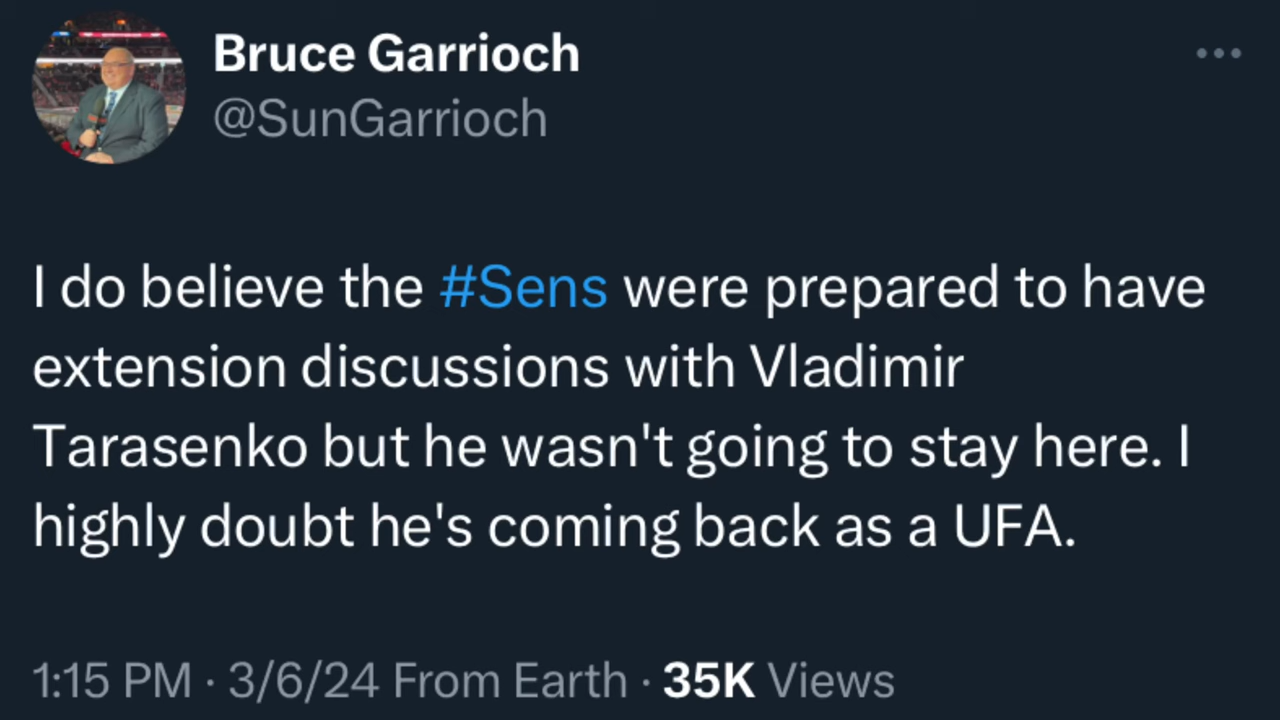 Bruce Garrioch
@SunGarrioch
I do believe the #Sens were prepared to have
extension discussions with Vladimir
Tarasenko but he wasn't going to stay here. I
highly doubt he's coming back as a UFA.
1:15 PM · 3/6/24 From Earth · 35K Views